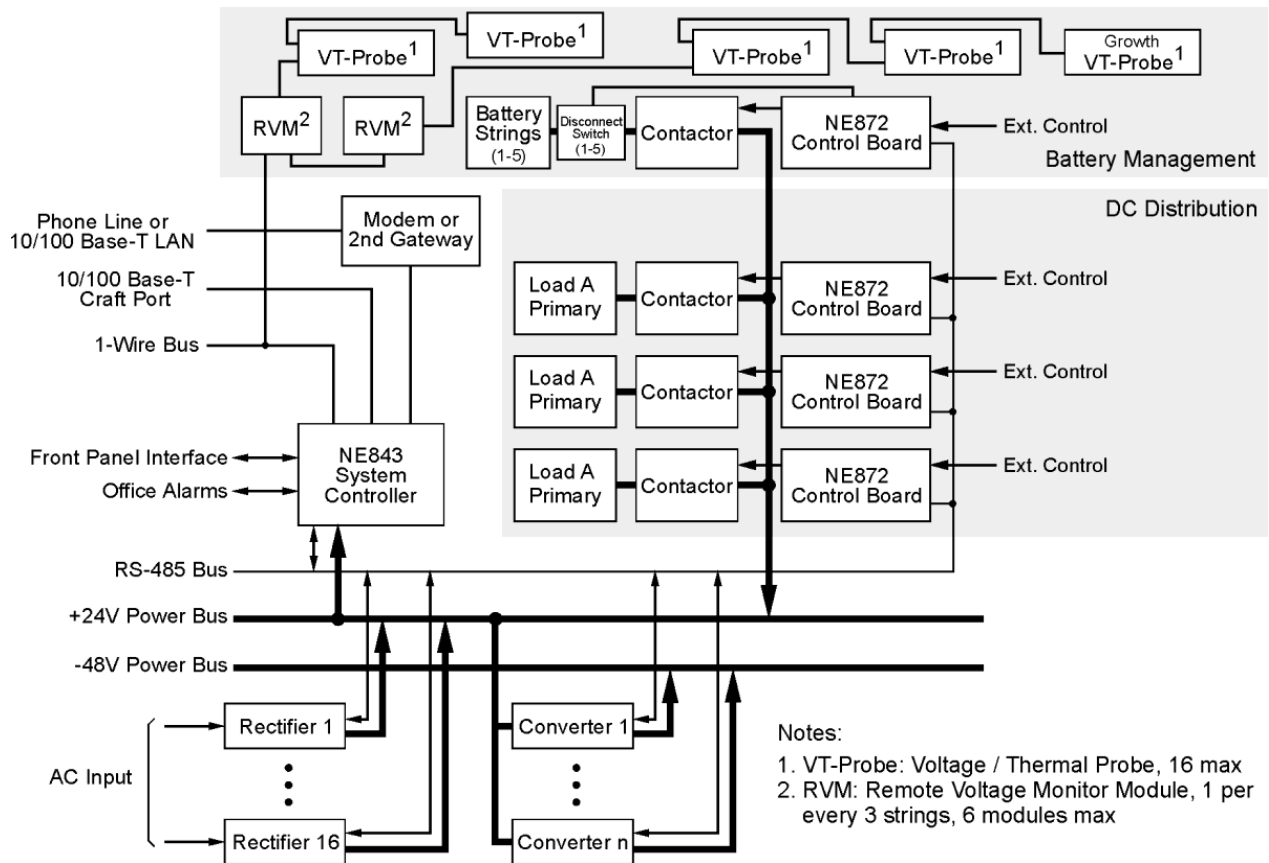 VT-Probe1
VT-Probe1
VT-Probe1
VT-Probe1
Growth
VT-Probe1
RVM2
RVM2
Battery
Strings
(1-5)
Disconnect
Switch
(1-5)
Contactor
NE872
Control Board
Ext. Control
Battery Management
DC Distribution
Phone Line or
10/100 Base-T LAN
Modem or
2nd Gateway
10/100 Base-T
Craft Port
1-Wire Bus
Load A
Primary
Contactor
NE872
Control Board
Ext. Control
Load A
Primary
Contactor
NE872
Control Board
Ext. Control
Load A
Primary
Contactor
NE872
Control Board
Ext. Control
Front Panel Interface
Office Alarms
NE843
System
Controller
RS-485 Bus
+24V Power Bus
-48V Power Bus
AC Input
Rectifier 1
Rectifier 16
Converter 1
Converter n
Notes:
1. VT-Probe: Voltage / Thermal Probe, 16 max
2. RVM: Remote Voltage Monitor Module, 1 per
every 3 strings, 6 modules max